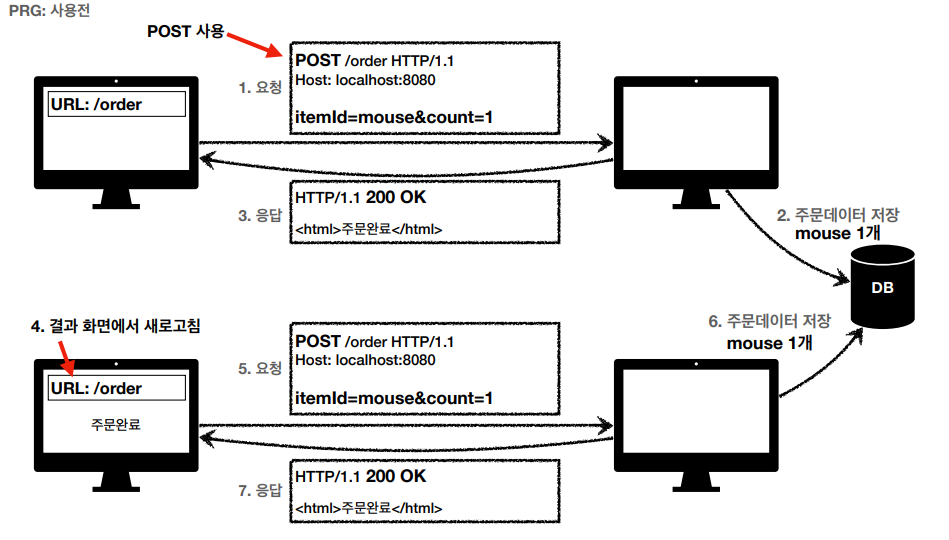 PRG: 사용전
POST 사용
1. 요청
POST /order HTTP/1.1
Host: localhost:8080
itemId=mouse&count=1
URL: /order
3. 응답
HTTP/1.1 200 OK
<html>주문완료</html>
2. 주문데이터 저장
mouse 1개
DB
4. 결과 화면에서 새로고침
5. 요청
POST /order HTTP/1.1
Host: localhost:8080
itemId=mouse&count=1
6. 주문데이터 저장
mouse 1개
URL: /order
주문완료
7. 응답
HTTP/1.1 200 OK
<html>주문완료</html>